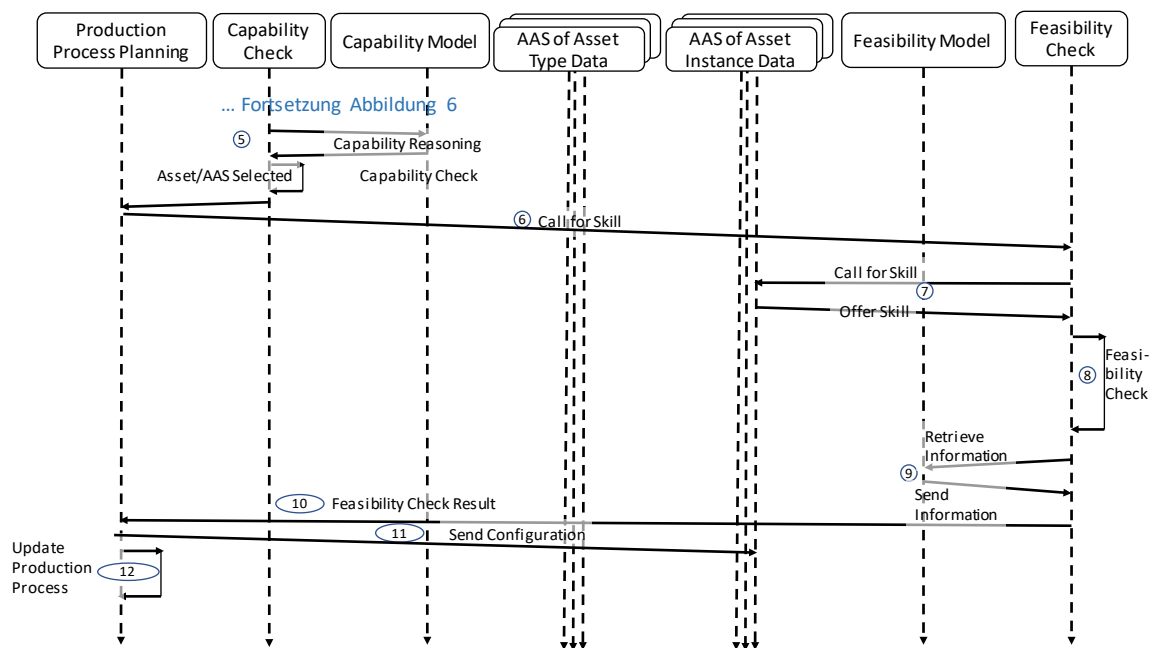 Production
Process Planning
Capability
Check
Capability Model
AAS of Asset
Type Data
AAS of Asset
Instance Data
Feasibility Model
Feasibility
Check
... Fortsetzung Abbildung 6
5
Capability Reasoning
Asset/AAS Selected
Capability Check
6 Call for Skill
Call for Skill
7
Offer Skill
8
Feasi-
bility
Check
Retrieve
Information
9
Send
Information
10 Feasibility Check Result
11 Send Configuration
Update
Production
Process
12